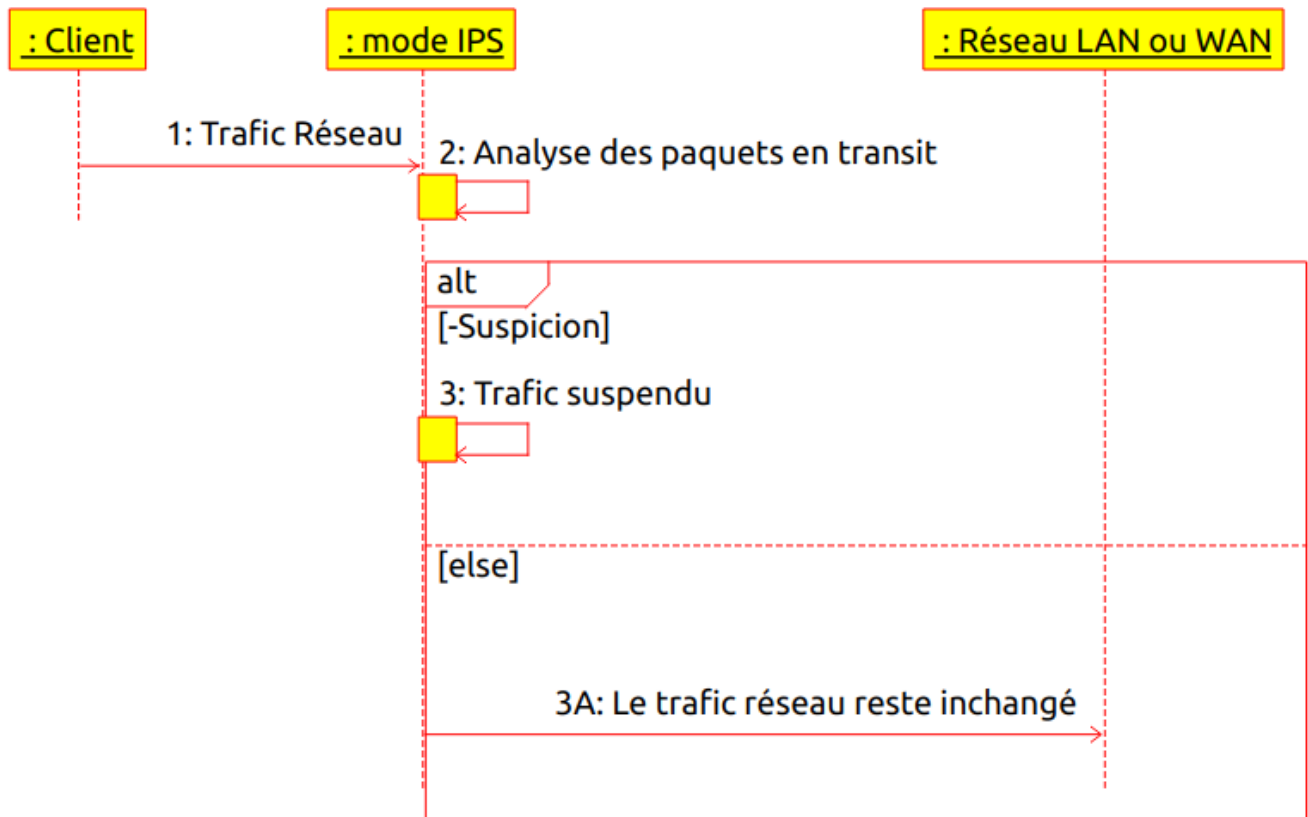 : Client
: mode IPS
: Réseau LAN ou WAN
1: Trafic Réseau
2: Analyse des paquets en transit
alt
[-Suspicion]
3: Trafic suspendu
[else]
3A: Le trafic réseau reste inchangé